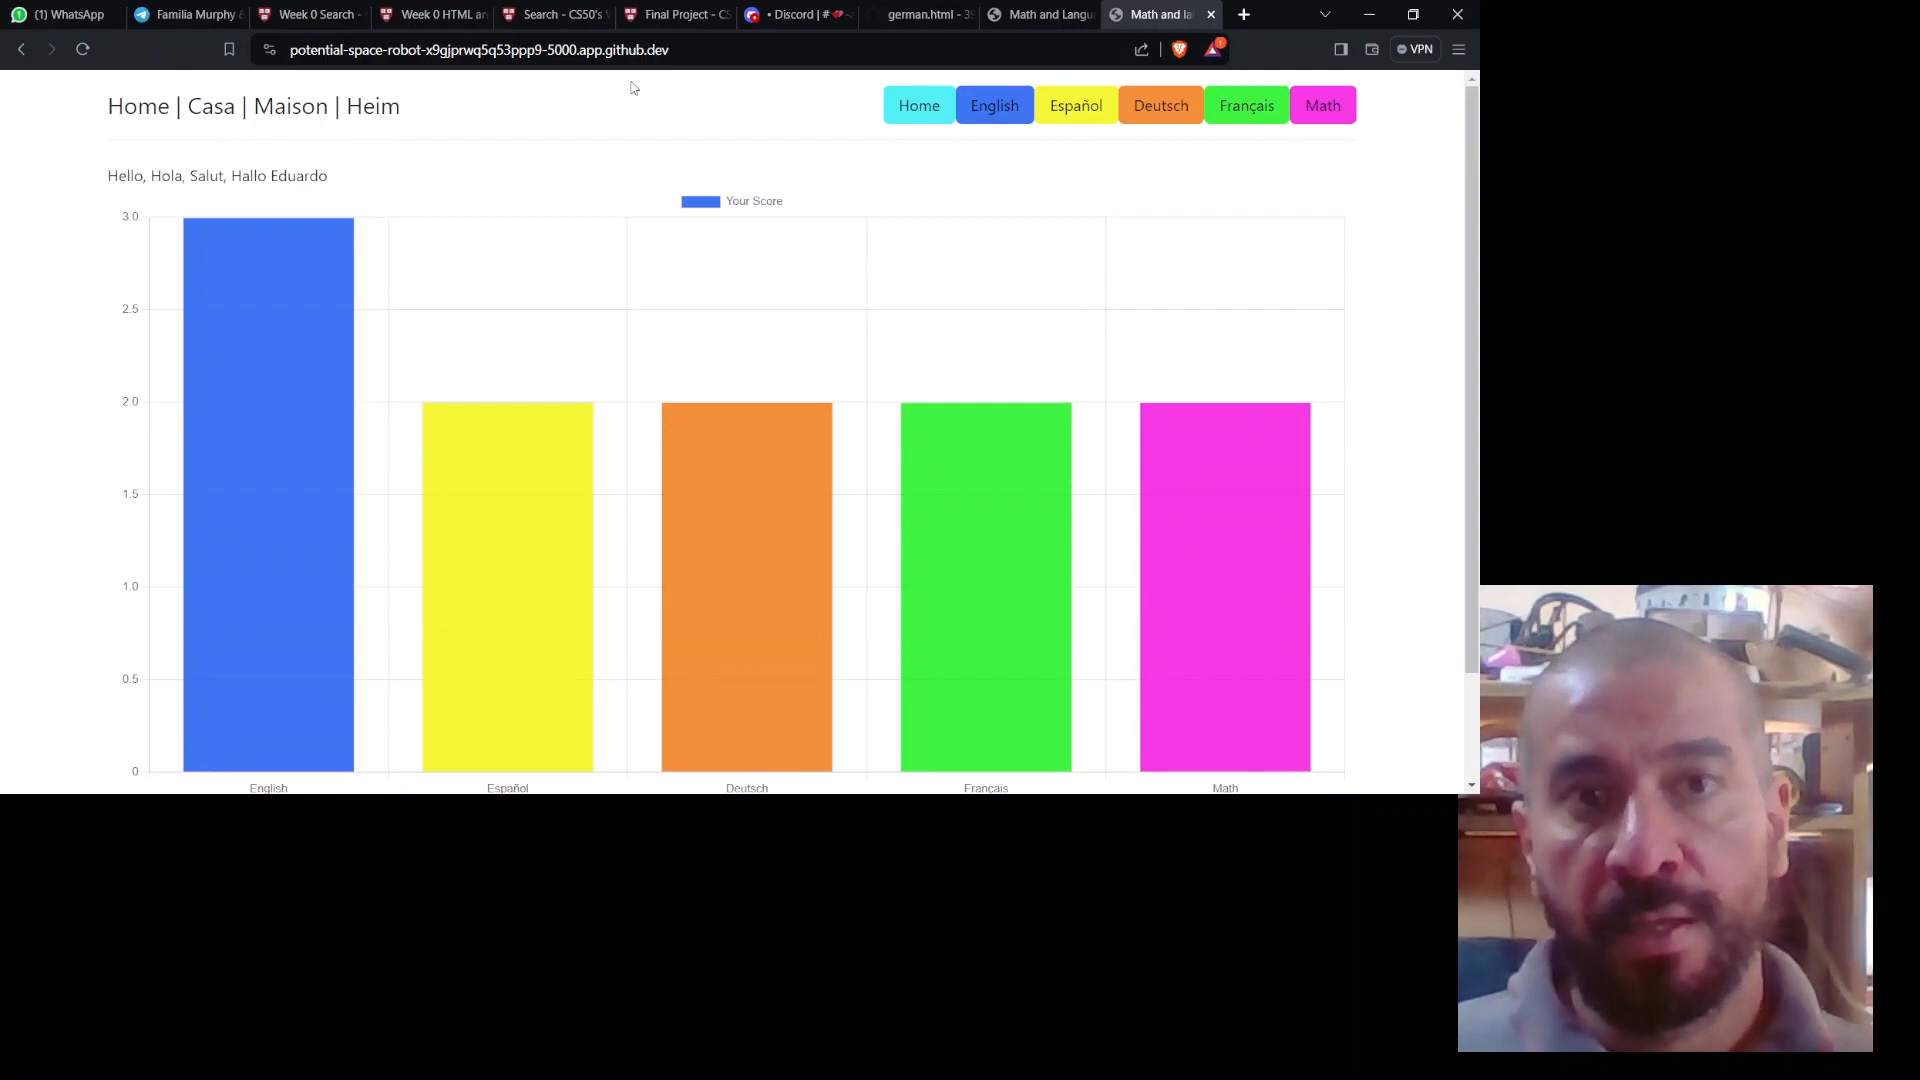 (1) WhatsApp
Familia Murphy &
Week 0 Search -
Week 0 HTML an
Search - CS50's
Final Project - CS
• Discord | #
german.html - 39
Math and Langu
Math and la
potential-space-robot-x9gjprwq5q53ppp9-5000.app.github.dev
1
VPN
Home | Casa | Maison | Heim
Home
English
Español
Deutsch
Français
Math
Hello, Hola, Salut, Hallo Eduardo
Your Score
3.0
2.5
2.0
1.5
1.0
0.5
0
English
Español
Deutsch
Français
Math